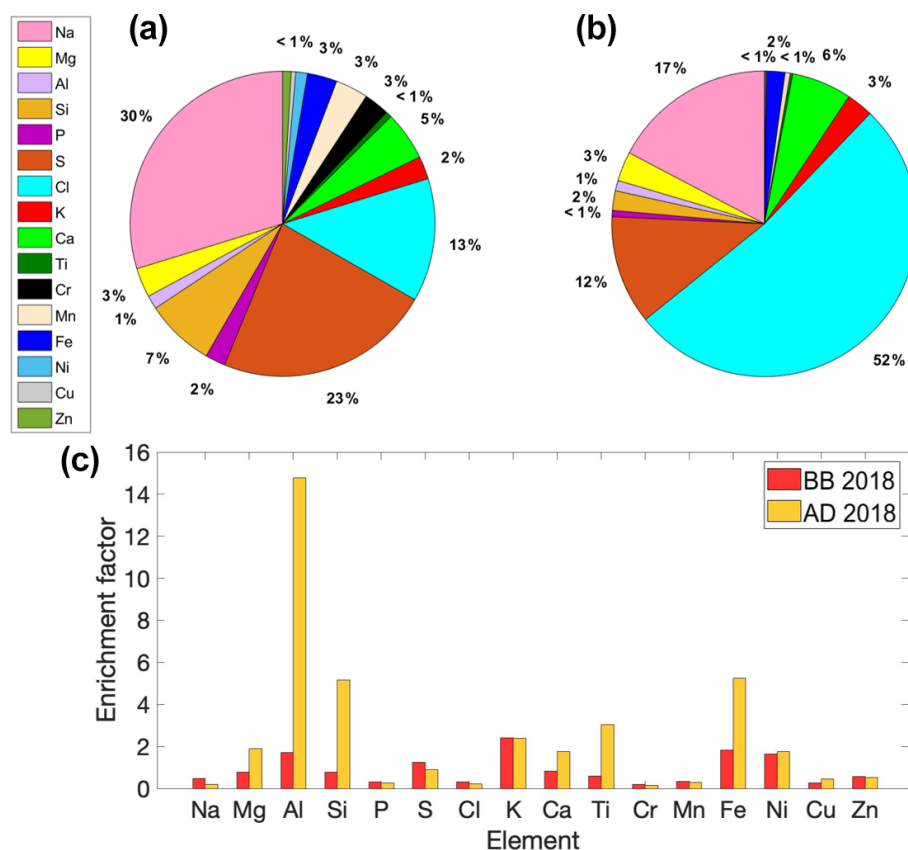 Na
Mg
Al
Si
P
S
Cl
K
Ca
Ti
Cr
Mn
Fe
Ni
Cu
Zn
(a)
< 1%
3%
3%
3%
< 1%
5%
2%
13%
23%
2%
7%
1%
3%
30%
(b)
2%
< 1%
< 1%
6%
3%
52%
12%
< 1%
2%
1%
3%
17%
(c)
16
14
12
10
8
6
4
2
0
Enrichment factor
BB 2018
AD 2018
Na Mg Al Si P S Cl K Ca Ti Cr Mn Fe Ni Cu Zn
Element